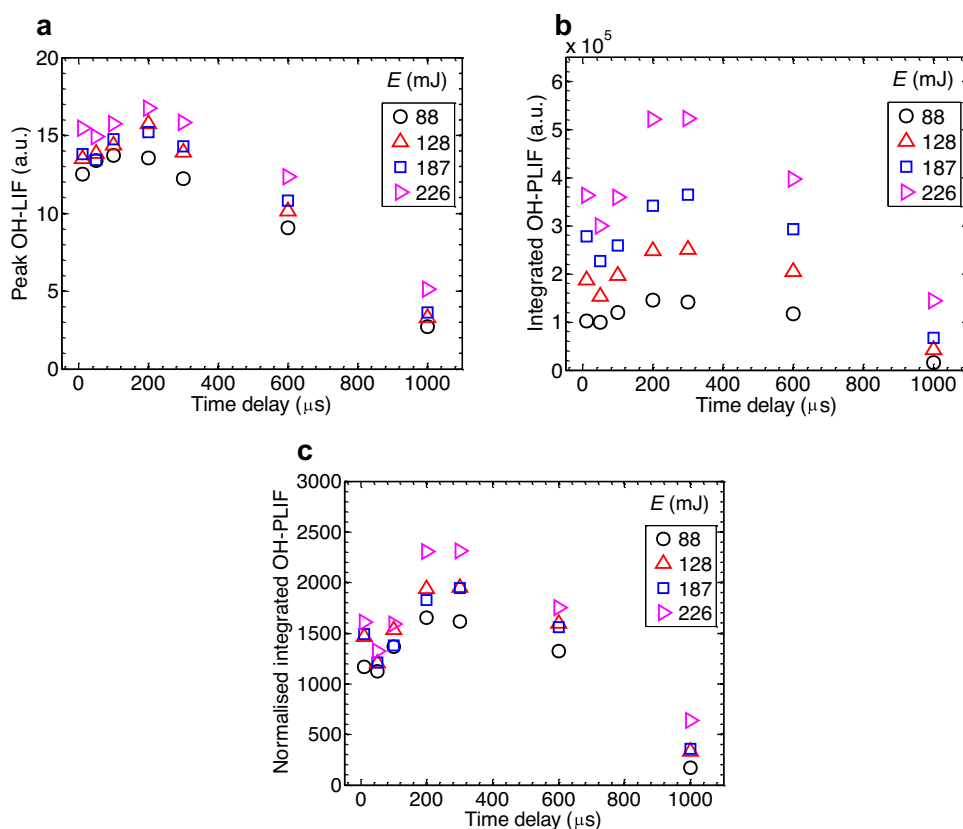 a
Peak OH-LIF (a.u.)
20
15
10
5
0
0 200 400 600 800 1000
Time delay (μs)
E (mJ)
88
128
187
226
b
x 10⁵
Integrated OH-PLIF (a.u.)
6
5
4
3
2
1
0
0 200 400 600 800 1000
Time delay (μs)
E (mJ)
88
128
187
226
c
Normalised integrated OH-PLIF
3000
2500
2000
1500
1000
500
0
0 200 400 600 800 1000
Time delay (μs)
E (mJ)
88
128
187
226